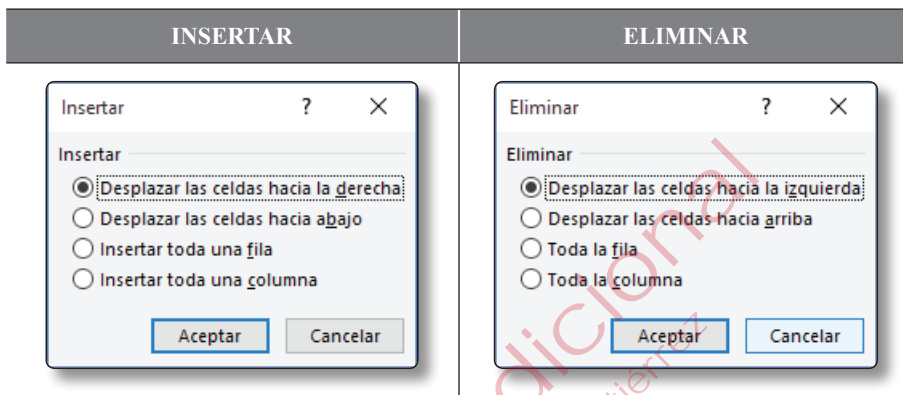 INSERTAR
ELIMINAR
Insertar ? ×
Insertar
Desplazar las celdas hacia la derecha
Desplazar las celdas hacia abajo
Insertar toda una fila
Insertar toda una columna
Aceptar Cancelar
Eliminar ? ×
Eliminar
Desplazar las celdas hacia la izquierda
Desplazar las celdas hacia arriba
Toda la fila
Toda la columna
Aceptar Cancelar